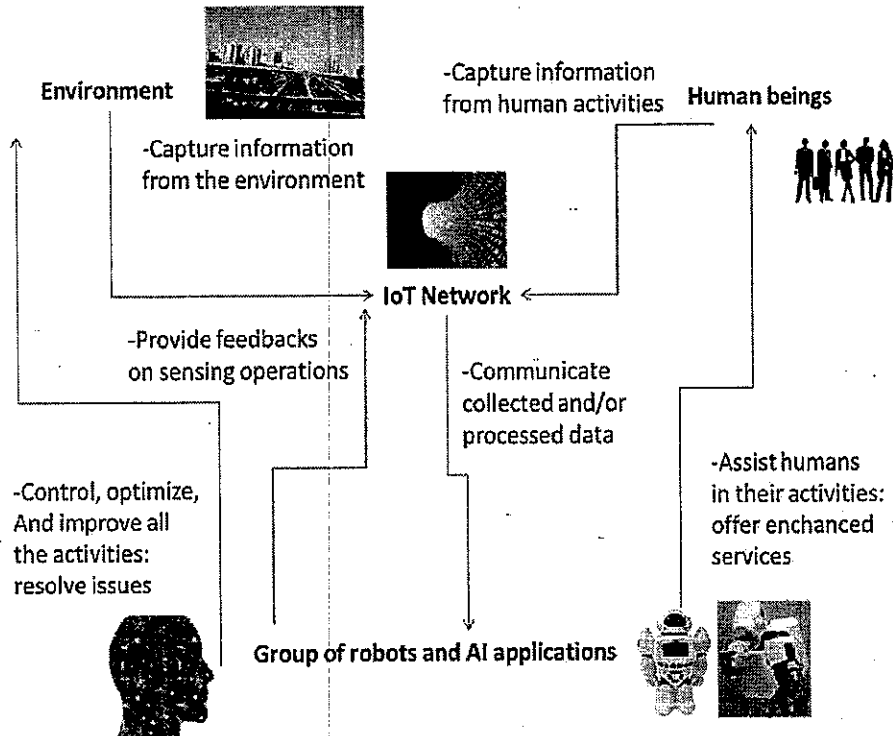 Environment
-Capture information
from the environment
-Capture information
from human activities
Human beings
IoT Network
-Provide feedbacks
on sensing operations
-Communicate
collected and/or
processed data
-Control, optimize,
And improve all
the activities:
resolve issues
-Assist humans
in their activities:
offer enchanced
services
Group of robots and AI applications